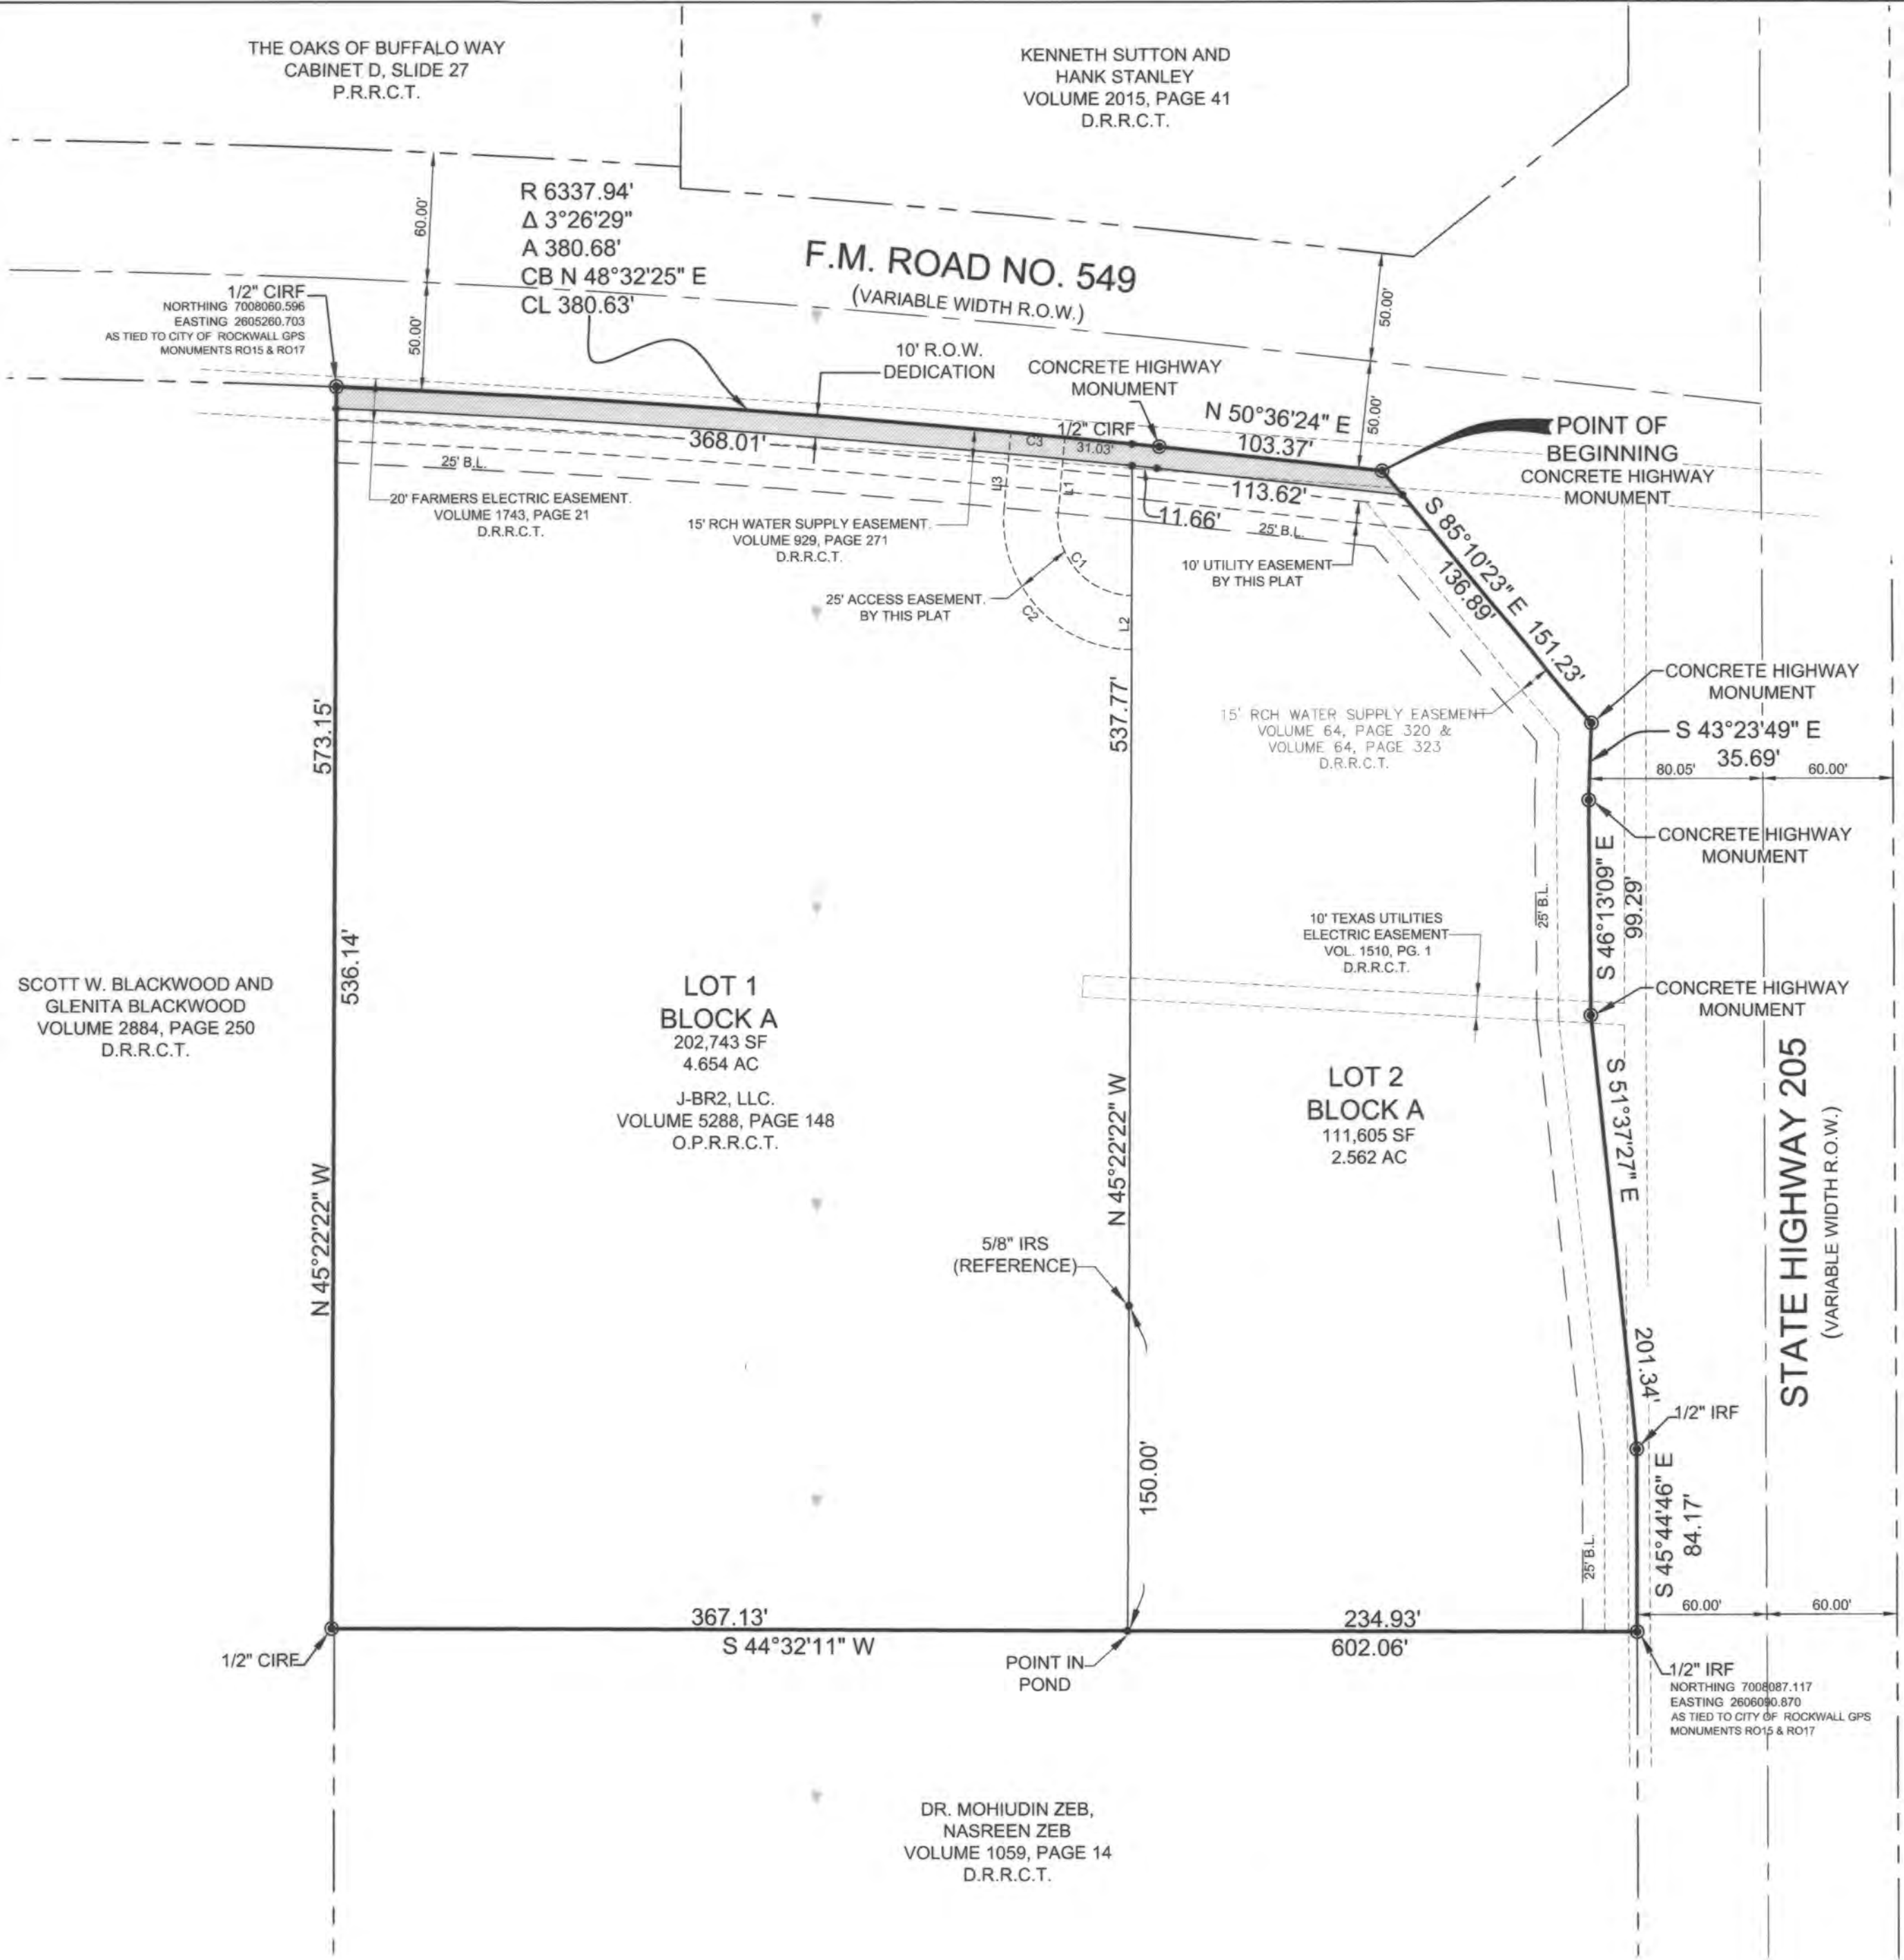 THE OAKS OF BUFFALO WAY
CABINET D, SLIDE 27
P.R.R.C.T.
KENNETH SUTTON AND
HANK STANLEY
VOLUME 2015, PAGE 41
D.R.R.C.T.
R 6337.94'
Δ 3°26'29"
A 380.68'
CB N 48°32'25" E
CL 380.63'
60.00'
50.00'
F.M. ROAD NO. 549
(VARIABLE WIDTH R.O.W.)
50.00'
50.00'
1/2" CIRF
NORTHING 7008060.596
EASTING 2605260.703
AS TIED TO CITY OF ROCKWALL GPS
MONUMENTS RO15 & RO17
10' R.O.W.
DEDICATION
CONCRETE HIGHWAY
MONUMENT
1/2" CIRF
N 50°36'24" E
103.37'
POINT OF
BEGINNING
CONCRETE HIGHWAY
MONUMENT
368.01'
C3
31.03'
25' B.L.
113.62'
11.66'
25' B.L.
20' FARMERS ELECTRIC EASEMENT.
VOLUME 1743, PAGE 21
D.R.R.C.T.
15' RCH WATER SUPPLY EASEMENT.
VOLUME 929, PAGE 271
D.R.R.C.T.
L3
L1
C1
C2
L2
25' ACCESS EASEMENT.
BY THIS PLAT
10' UTILITY EASEMENT
BY THIS PLAT
S 85°10'23" E 151.23'
136.89'
15' RCH WATER SUPPLY EASEMENT
VOLUME 64, PAGE 320 &
VOLUME 64, PAGE 323
D.R.R.C.T.
CONCRETE HIGHWAY
MONUMENT
S 43°23'49" E
35.69'
80.05'
60.00'
CONCRETE HIGHWAY
MONUMENT
573.15'
536.14'
N 45°22'22" W
537.77'
N 45°22'22" W
25' B.L.
S 46°13'09" E
99.29'
10' TEXAS UTILITIES
ELECTRIC EASEMENT
VOL. 1510, PG. 1
D.R.R.C.T.
CONCRETE HIGHWAY
MONUMENT
SCOTT W. BLACKWOOD AND
GLENITA BLACKWOOD
VOLUME 2884, PAGE 250
D.R.R.C.T.
LOT 1
BLOCK A
202,743 SF
4.654 AC
J-BR2, LLC.
VOLUME 5288, PAGE 148
O.P.R.R.C.T.
LOT 2
BLOCK A
111,605 SF
2.562 AC
S 51°37'27" E
201.34'
STATE HIGHWAY 205
(VARIABLE WIDTH R.O.W.)
5/8" IRS
(REFERENCE)
150.00'
1/2" IRF
S 45°44'46" E
84.17'
25' B.L.
60.00'
60.00'
367.13'
S 44°32'11" W
234.93'
602.06'
1/2" CIRF
POINT IN
POND
1/2" IRF
NORTHING 7008087.117
EASTING 2606090.870
AS TIED TO CITY OF ROCKWALL GPS
MONUMENTS RO15 & RO17
DR. MOHIUDIN ZEB,
NASREEN ZEB
VOLUME 1059, PAGE 14
D.R.R.C.T.